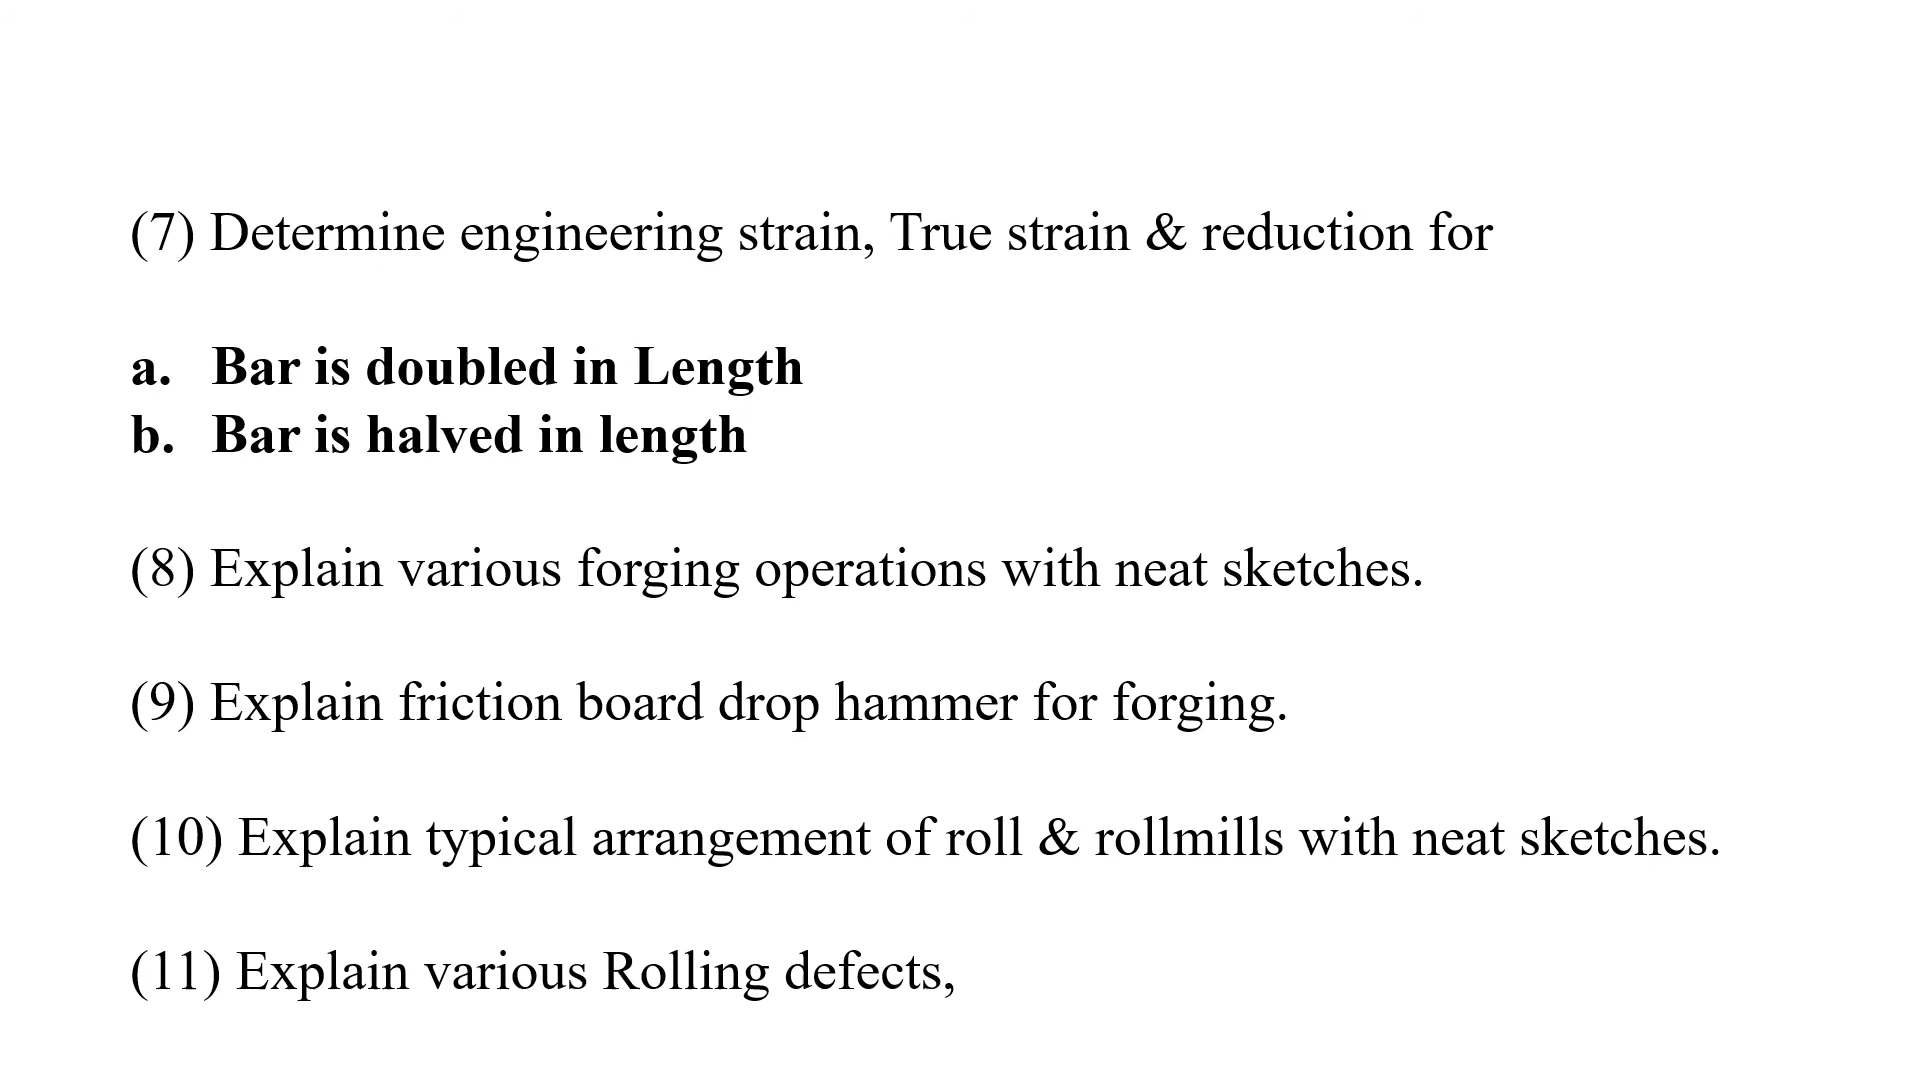 (7) Determine engineering strain, True strain & reduction for
a. Bar is doubled in Length
b. Bar is halved in length
(8) Explain various forging operations with neat sketches.
(9) Explain friction board drop hammer for forging.
(10) Explain typical arrangement of roll & rollmills with neat sketches.
(11) Explain various Rolling defects,